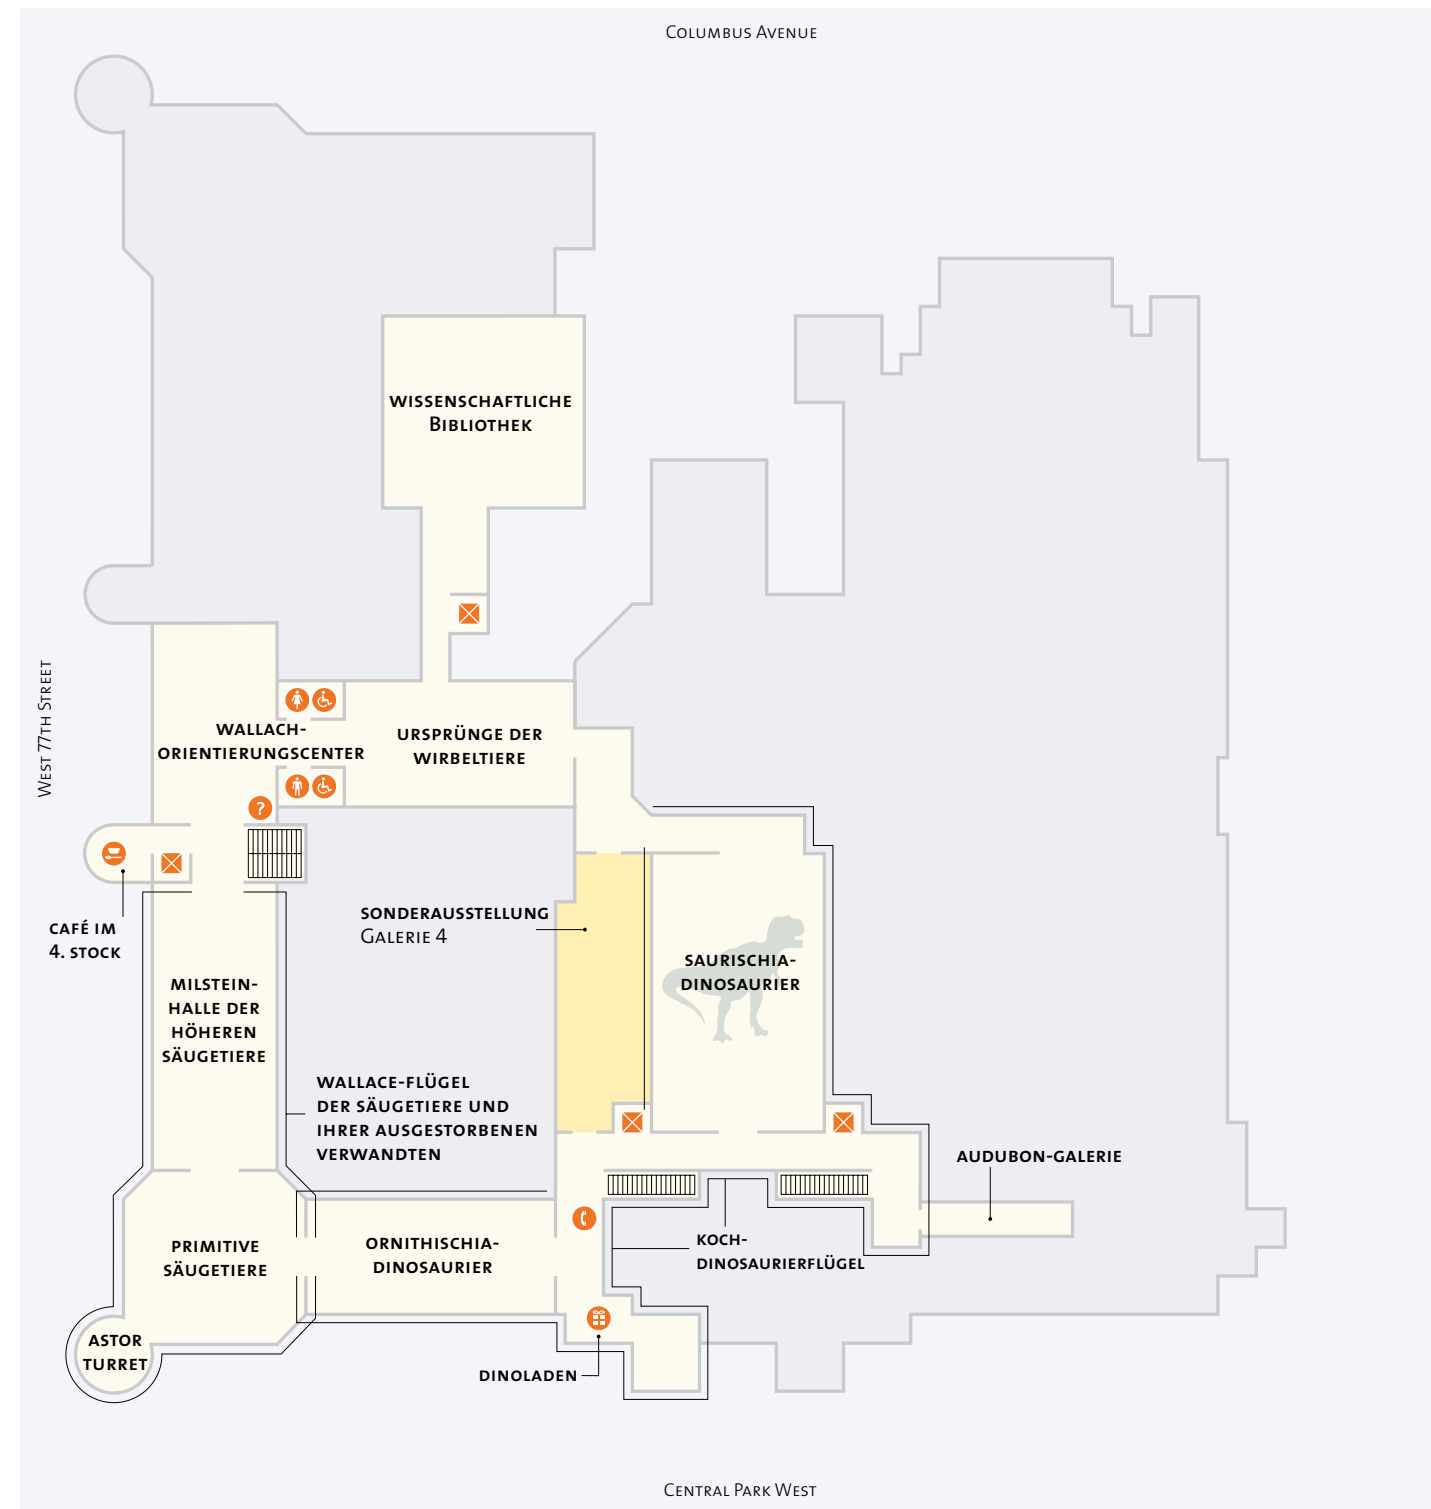 Columbus Avenue
WISSENSCHAFTLICHE
BIBLIOTHEK
West 77th Street
WALLACH-
ORIENTIERUNGSCENTER
URSPRÜNGE DER
WIRBELTIERE
?
CAFÉ IM
4. STOCK
SONDERAUSSTELLUNG
Galerie 4
SAURISCHIA-
DINOSAURIER
MILSTEIN-
HALLE DER
HÖHEREN
SÄUGETIERE
WALLACE-FLÜGEL
DER SÄUGETIERE UND
IHRER AUSGESTORBENEN
VERWANDTEN
AUDUBON-GALERIE
PRIMITIVE
SÄUGETIERE
ORNITHISCHIA-
DINOSAURIER
KOCH-
DINOSAURIERFLÜGEL
ASTOR
TURRET
DINOLADEN
Central Park West